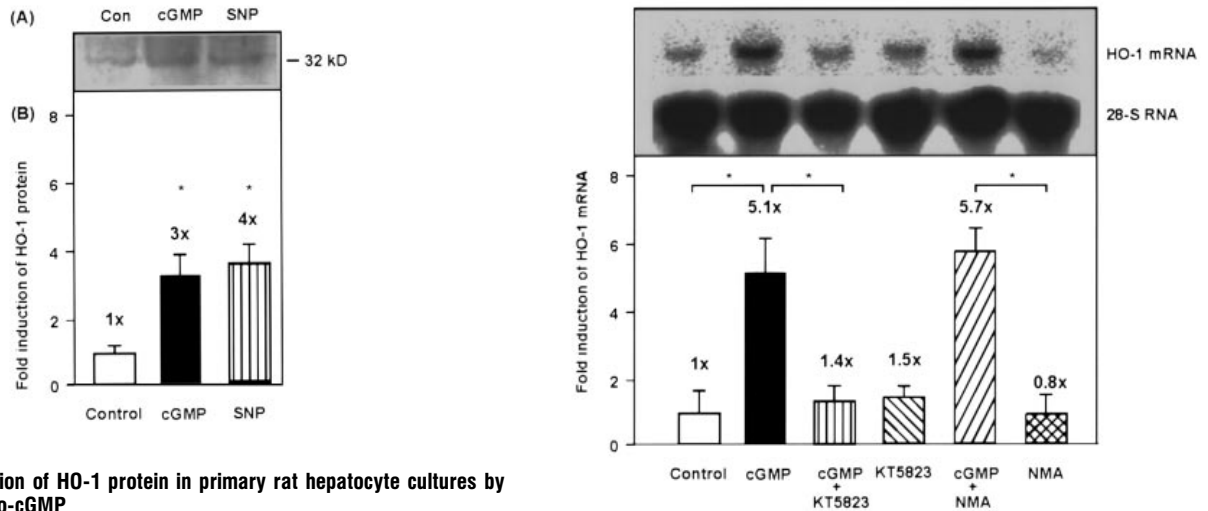 (A)
Con cGMP SNP
32 kD
(B)
Fold induction of HO-1 protein
8
6
4
2
0
* *
1x 3x 4x
Control cGMP SNP
tion of HO-1 protein in primary rat hepatocyte cultures by
o-cGMP
HO-1 mRNA
28-S RNA
Fold induction of HO-1 mRNA
8
6
4
2
0
* * *
1x 5.1x 1.4x 1.5x 5.7x 0.8x
Control cGMP cGMP + KT5823 KT5823 cGMP + NMA NMA